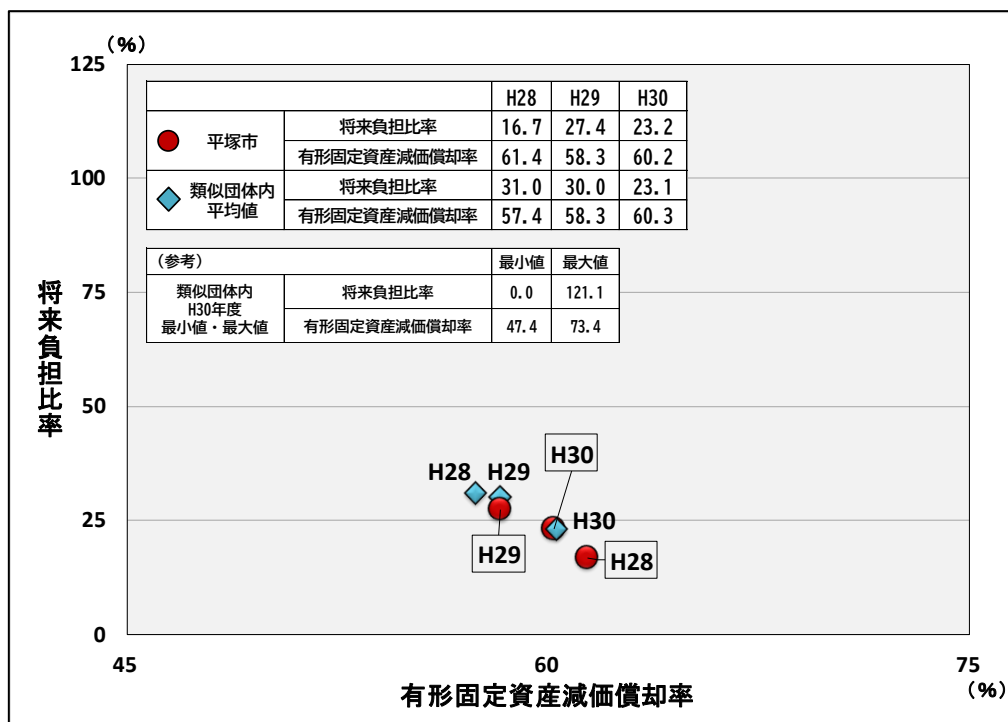 （%）
125
100
75
50
25
0
45
60
75
（%）
将来負担比率
有形固定資産減価償却率
H28 H29 H30
平塚市
将来負担比率 16.7 27.4 23.2
有形固定資産減価償却率 61.4 58.3 60.2
類似団体内
平均値
将来負担比率 31.0 30.0 23.1
有形固定資産減価償却率 57.4 58.3 60.3
（参考） 最小値 最大値
類似団体内
H30年度
最小値・最大値
将来負担比率 0.0 121.1
有形固定資産減価償却率 47.4 73.4
H30
H28 H29
H30
H29
H28